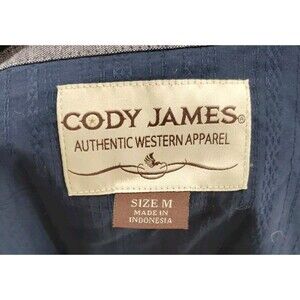 CODY JAMES®
AUTHENTIC WESTERN APPAREL
SIZE M
MADE IN
INDONESIA